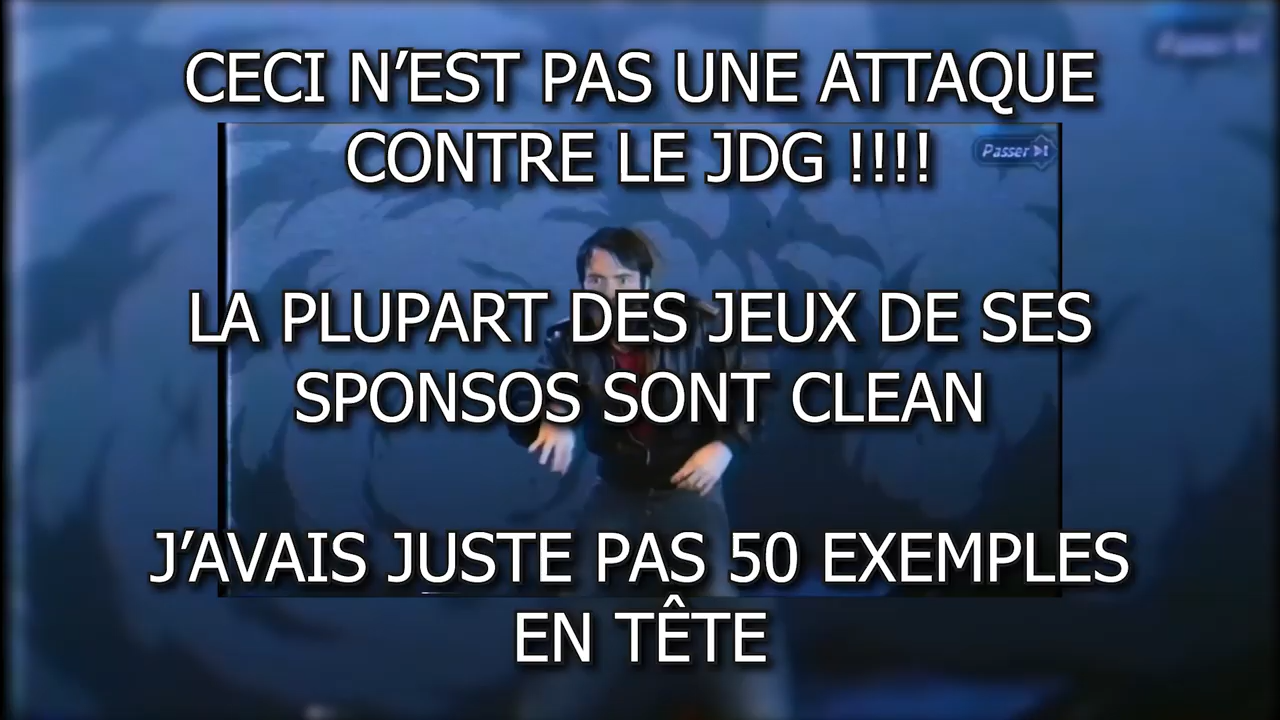 CECI N’EST PAS UNE ATTAQUE
CONTRE LE JDG !!!!
Passer
LA PLUPART DES JEUX DE SES
SPONSOS SONT CLEAN
J’AVAIS JUSTE PAS 50 EXEMPLES
EN TÊTE